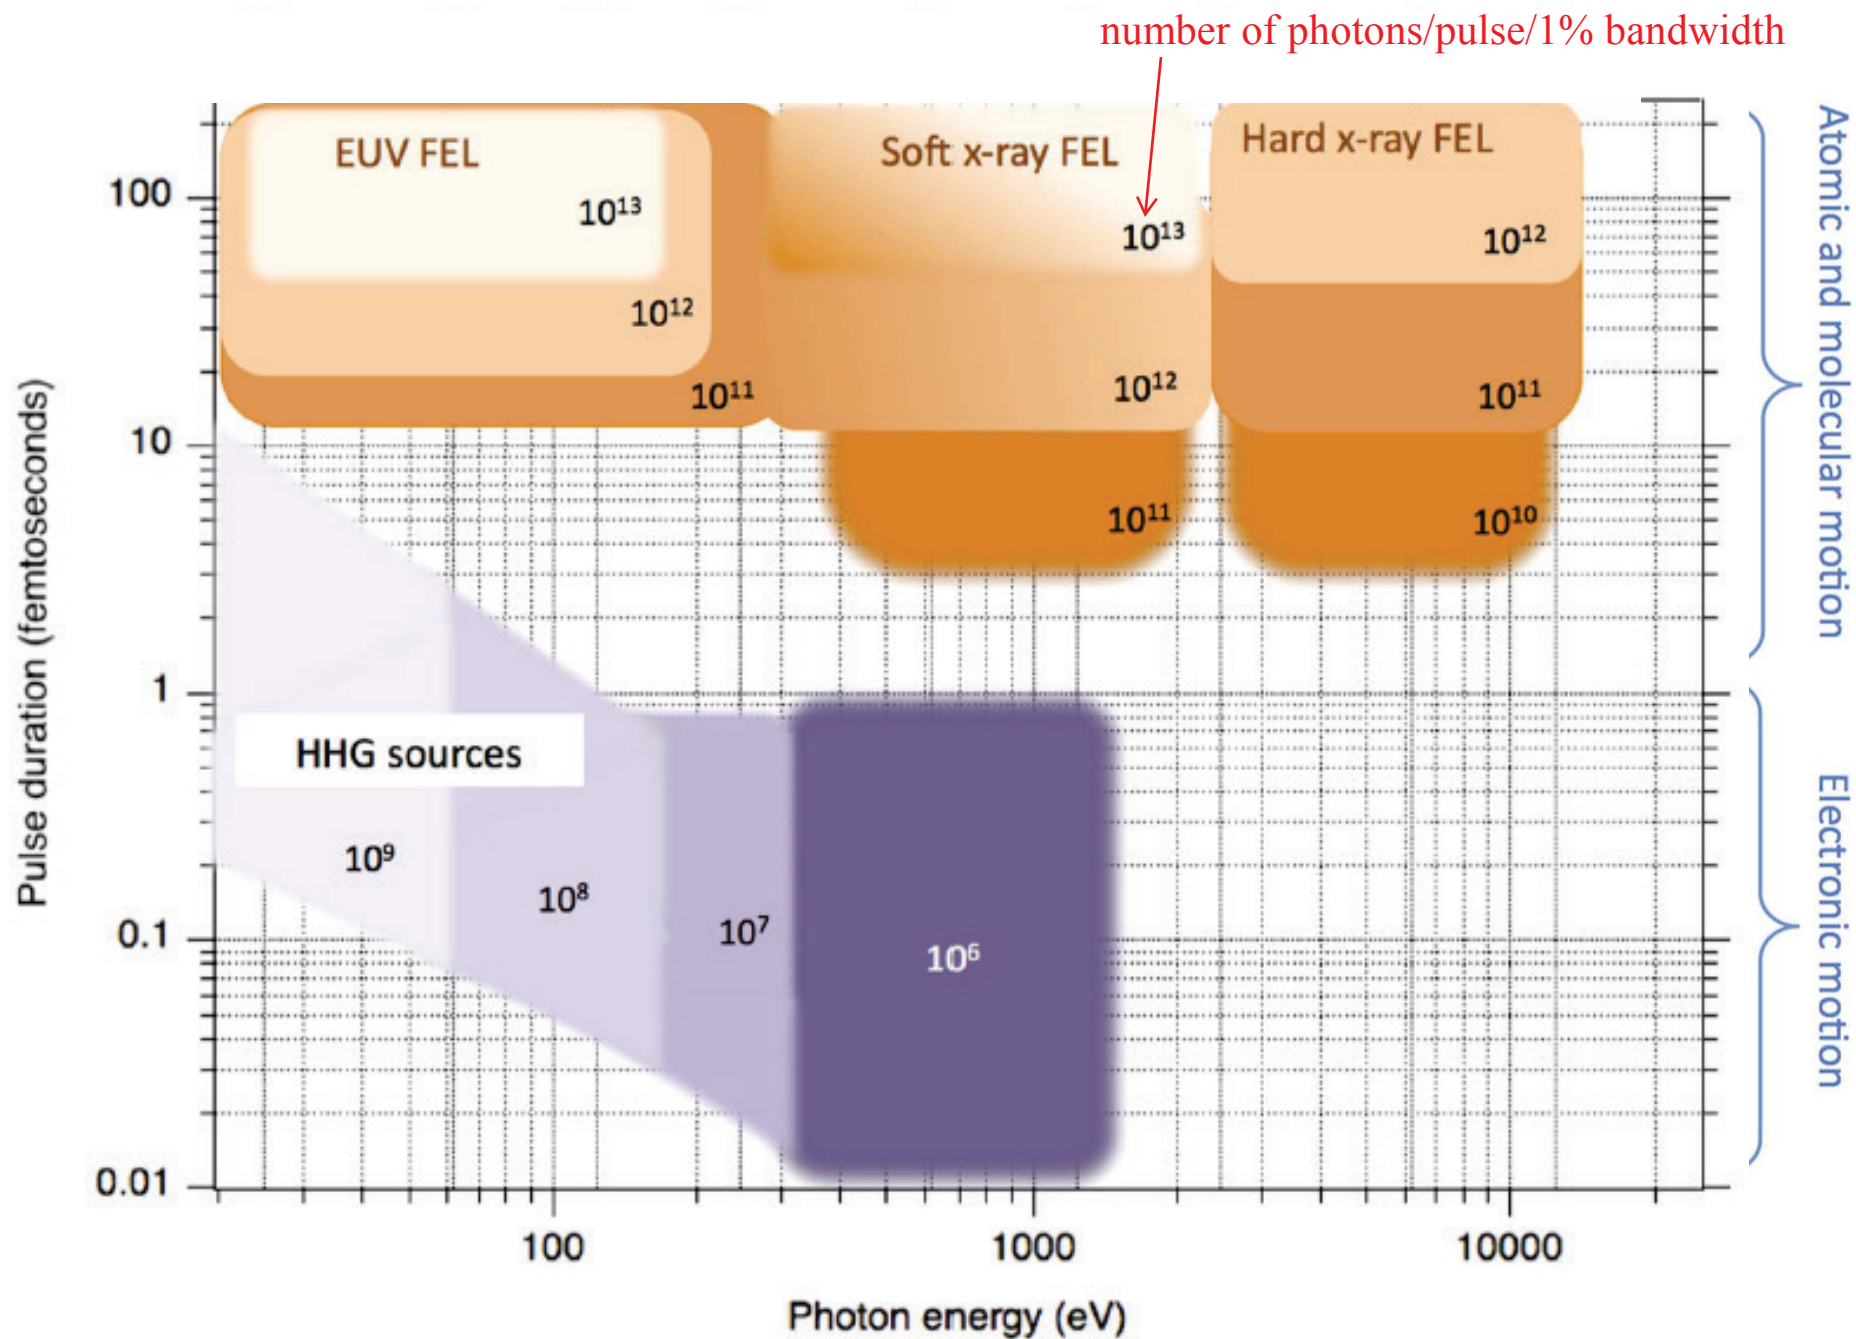 number of photons/pulse/1% bandwidth
EUV FEL
Soft x-ray FEL
Hard x-ray FEL
10¹³
10¹³
10¹²
10¹²
10¹¹
10¹²
10¹¹
10¹¹
10¹⁰
HHG sources
10⁹
10⁸
10⁷
10⁶
100
10
1
0.1
0.01
Pulse duration (femtoseconds)
100
1000
10000
Photon energy (eV)
Atomic and molecular motion
Electronic motion